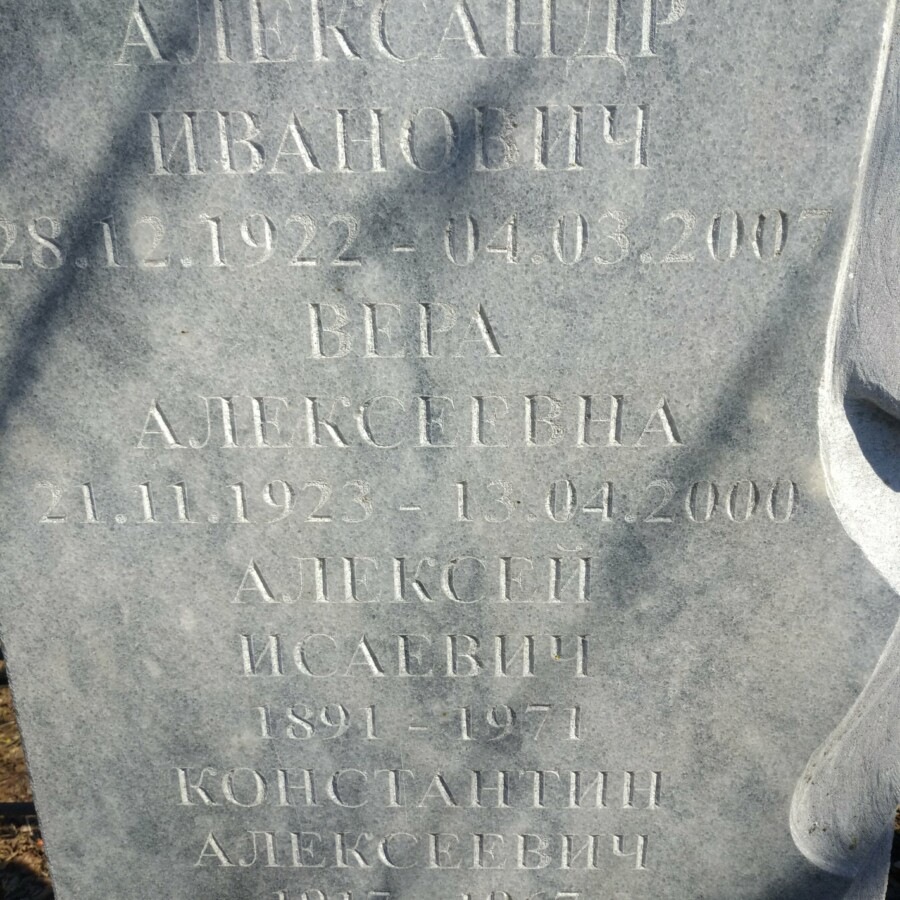 АЛЕКСАНДР
ИВАНОВИЧ
28.12.1922 - 04.03.2007
ВЕРА
АЛЕКСЕЕВНА
21.11.1923 - 13.04.2000
АЛЕКСЕЙ
ИСАЕВИЧ
1891 - 1971
КОНСТАНТИН
АЛЕКСЕЕВИЧ